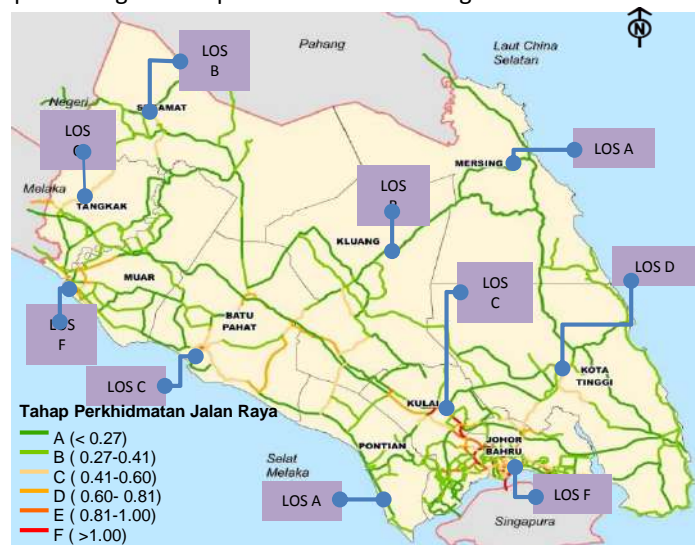 Pahang
Laut China
Selatan
N
LOS
B
Negeri
SEGAMAT
LOS
LOS A
MERSING
Melaka
TANGKAK
LOS
KLUANG
LOS D
LOS
C
MUAR
BATU
PAHAT
LOS
F
KOTA
TINGGI
LOS C
KULAI
Tahap Perkhidmatan Jalan Raya
A (< 0.27)
B ( 0.27-0.41)
C ( 0.41-0.60)
D ( 0.60- 0.81)
E ( 0.81-1.00)
F ( >1.00)
PONTIAN
JOHOR
BAHRU
Selat
Melaka
LOS A
LOS F
Singapura